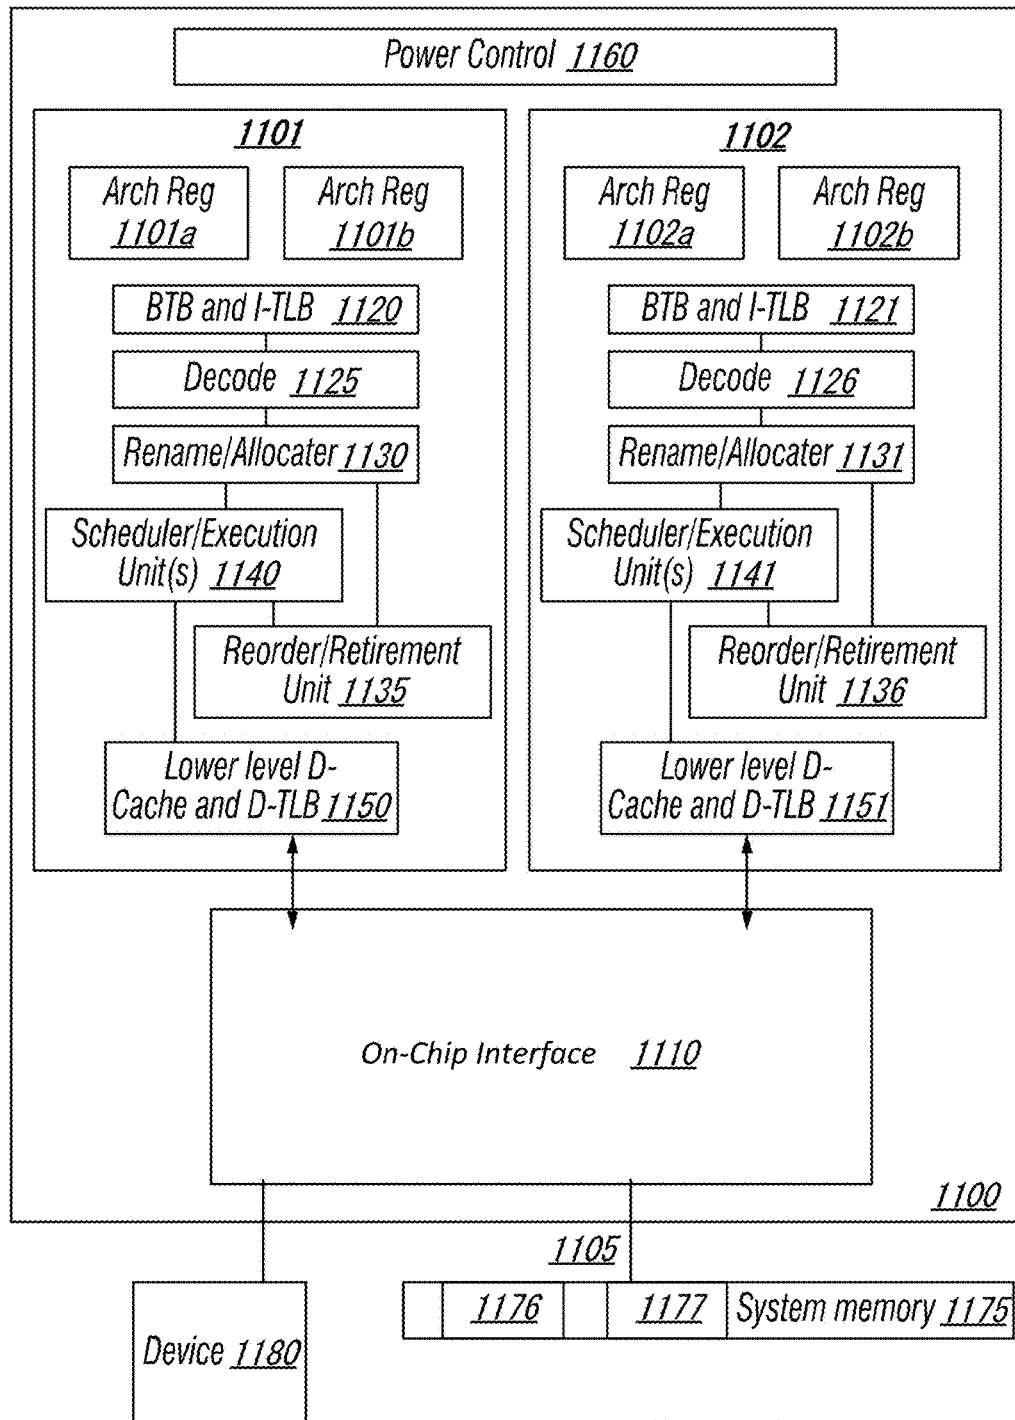 Power Control 1160
1101
Arch Reg
1101a
Arch Reg
1101b
BTB and I-TLB 1120
Decode 1125
Rename/Allocater 1130
Scheduler/Execution
Unit(s) 1140
Reorder/Retirement
Unit 1135
Lower level D-
Cache and D-TLB 1150
1102
Arch Reg
1102a
Arch Reg
1102b
BTB and I-TLB 1121
Decode 1126
Rename/Allocater 1131
Scheduler/Execution
Unit(s) 1141
Reorder/Retirement
Unit 1136
Lower level D-
Cache and D-TLB 1151
On-Chip Interface 1110
1100
1105
1176
1177
System memory 1175
Device 1180